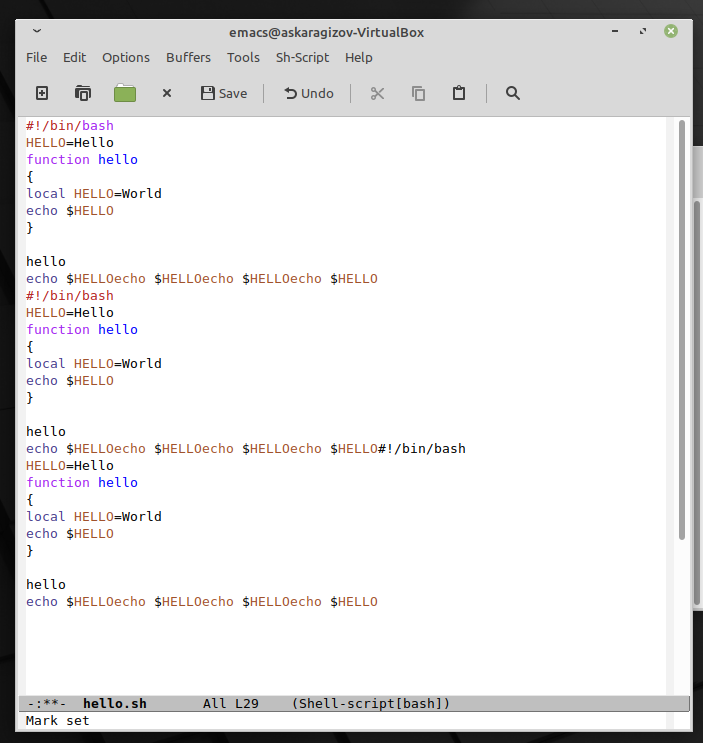 emacs@askaragizov-VirtualBox
File Edit Options Buffers Tools Sh-Script Help
Save Undo
#!/bin/bash
HELLO=Hello
function hello
{
local HELLO=World
echo $HELLO
}
hello
echo $HELLOecho $HELLOecho $HELLOecho $HELLO
#!/bin/bash
HELLO=Hello
function hello
{
local HELLO=World
echo $HELLO
}
hello
echo $HELLOecho $HELLOecho $HELLOecho $HELLO#!/bin/bash
HELLO=Hello
function hello
{
local HELLO=World
echo $HELLO
}
hello
echo $HELLOecho $HELLOecho $HELLOecho $HELLO
-:**- hello.sh All L29 (Shell-script[bash])
Mark set